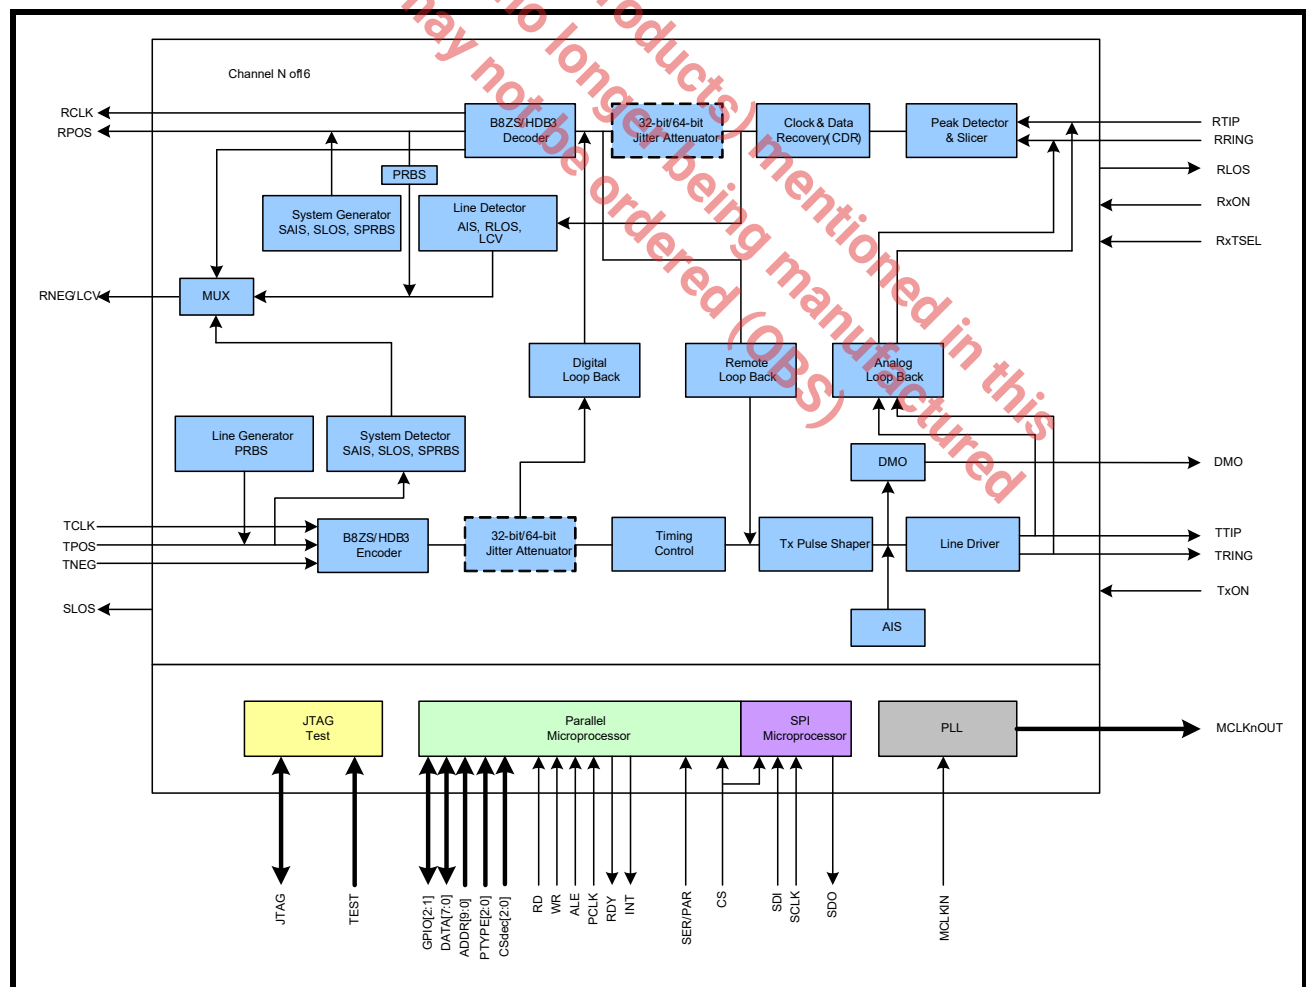 Channel N of16
RCLK
RPOS
B8ZS/HDB3
Decoder
32-bit/64-bit
Jitter Attenuator
Clock & Data
Recovery(CDR)
Peak Detector
& Slicer
RTIP
RRING
RLOS
RxON
RxTSEL
PRBS
System Generator
SAIS, SLOS, SPRBS
Line Detector
AIS, RLOS,
LCV
RNEG/LCV
MUX
Digital
Loop Back
Remote
Loop Back
Analog
Loop Back
Line Generator
PRBS
System Detector
SAIS, SLOS, SPRBS
DMO
DMO
TCLK
TPOS
TNEG
B8ZS/HDB3
Encoder
32-bit/64-bit
Jitter Attenuator
Timing
Control
Tx Pulse Shaper
Line Driver
TTIP
TRING
TxON
SLOS
AIS
JTAG
Test
Parallel
Microprocessor
SPI
Microprocessor
PLL
MCLKnOUT
JTAG
TEST
GPIO[2:1]
DATA[7:0]
ADDR[9:0]
PTYPE[2:0]
CSdec[2:0]
RD
WR
ALE
PCLK
RDY
INT
SER/PAR
CS
SDI
SCLK
SDO
MCLKIN
roducts) mentioned in this
no longer being manufactured
may not be ordered (OBS)